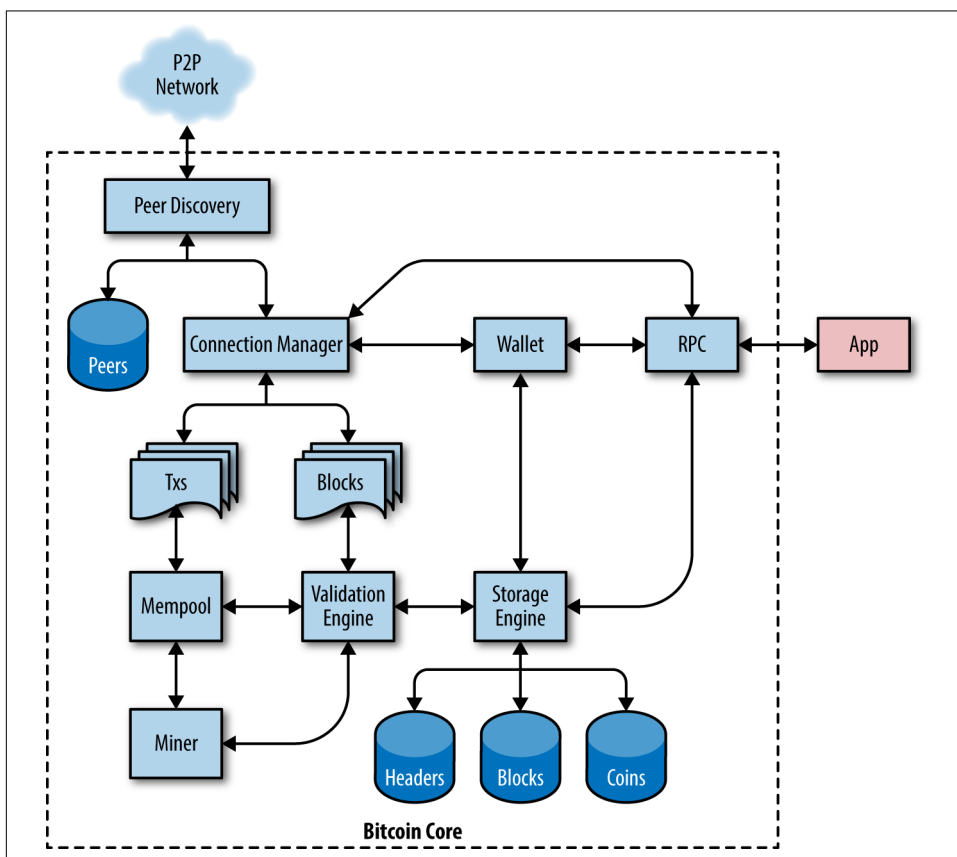 P2P
Network
Peer Discovery
Peers
Connection Manager
Wallet
RPC
App
Txs
Blocks
Mempool
Validation
Engine
Storage
Engine
Miner
Headers
Blocks
Coins
Bitcoin Core